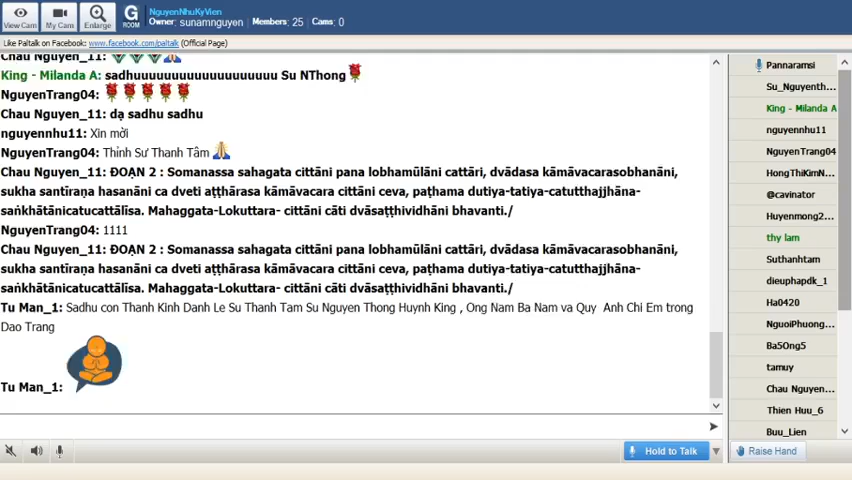 View Cam
My Cam
Enlarge
G
ROOM
NguyenNhuKyVien
Owner: sunamnguyen Members: 25 Cams: 0
Like Paltalk on Facebook: www.facebook.com/paltalk (Official Page)
Chau Nguyen_11:
King - Milanda A: sadhuuuuuuuuuuuuuuuuuuu Su NThong
NguyenTrang04:
Chau Nguyen_11: dạ sadhu sadhu
nguyennhu11: Xin mời
NguyenTrang04: Thỉnh Sư Thanh Tâm
Chau Nguyen_11: ĐOẠN 2 : Somanassa sahagata cittāni pana lobhamūlāni cattāri, dvādasa kāmāvacarasobhanāni,
sukha santīraṇa hasanāni ca dveti aṭṭhārasa kāmāvacara cittāni ceva, paṭhama dutiya-tatiya-catutthajjhāna-
saṅkhātānicatucattālīsa. Mahaggata-Lokuttara- cittāni cāti dvāsaṭṭhividhāni bhavanti./
NguyenTrang04: 1111
Chau Nguyen_11: ĐOẠN 2 : Somanassa sahagata cittāni pana lobhamūlāni cattāri, dvādasa kāmāvacarasobhanāni,
sukha santīraṇa hasanāni ca dveti aṭṭhārasa kāmāvacara cittāni ceva, paṭhama dutiya-tatiya-catutthajjhāna-
saṅkhātānicatucattālīsa. Mahaggata-Lokuttara- cittāni cāti dvāsaṭṭhividhāni bhavanti./
Tu Man_1: Sadhu con Thanh Kinh Danh Le Su Thanh Tam Su Nguyen Thong Huynh King , Ong Nam Ba Nam va Quy Anh Chi Em trong
Dao Trang
Tu Man_1:
Hold to Talk
Pannaramsi
Su_Nguyenth...
King - Milanda A
nguyennhu11
NguyenTrang04
HongThiKimN...
@cavinator
Huyenmong2...
thy lam
Suthanhtam
dieuphapdk_1
Ha0420
NguoiPhuong...
Ba5Ong5
tamuy
Chau Nguyen...
Thien Huu_6
Buu_Lien
Raise Hand